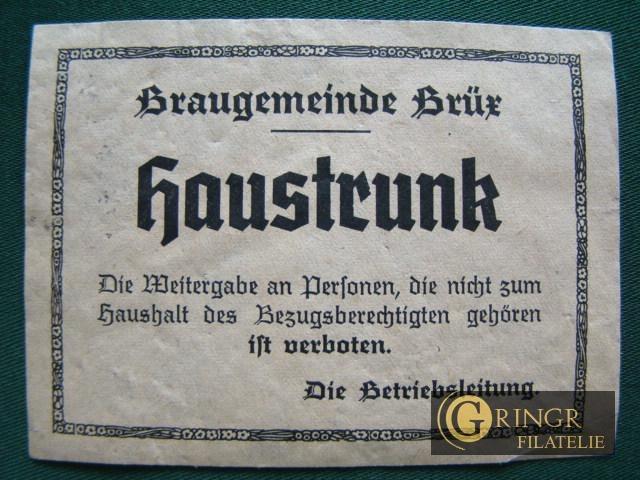 Braugemeinde Brüx
Haustrunk
Die Weitergabe an Personen, die nicht zum
Haushalt des Bezugsberechtigten gehören
ist verboten.
Die Betriebsleitung.
GRINGR
FILATELIE